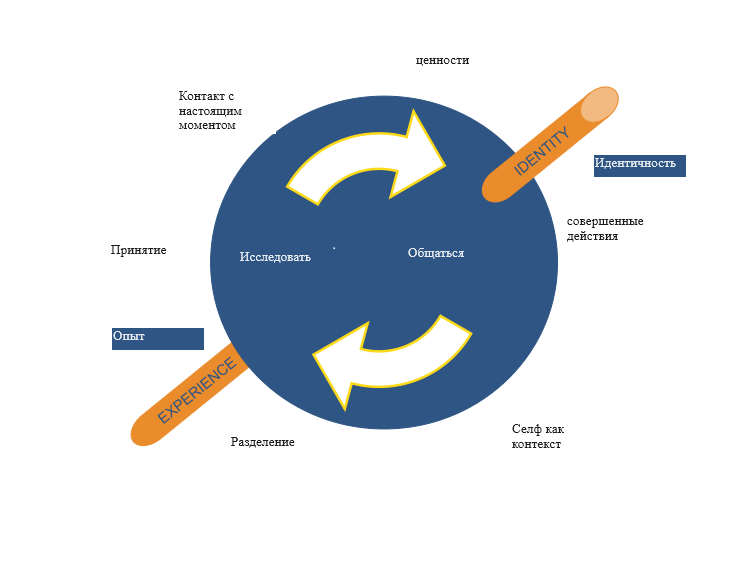 ценности
Контакт с
настоящим
моментом
IDENTITY
Идентичность
совершенные
действия
Принятие
Исследовать
Общаться
Опыт
EXPERIENCE
Разделение
Селф как
контекст